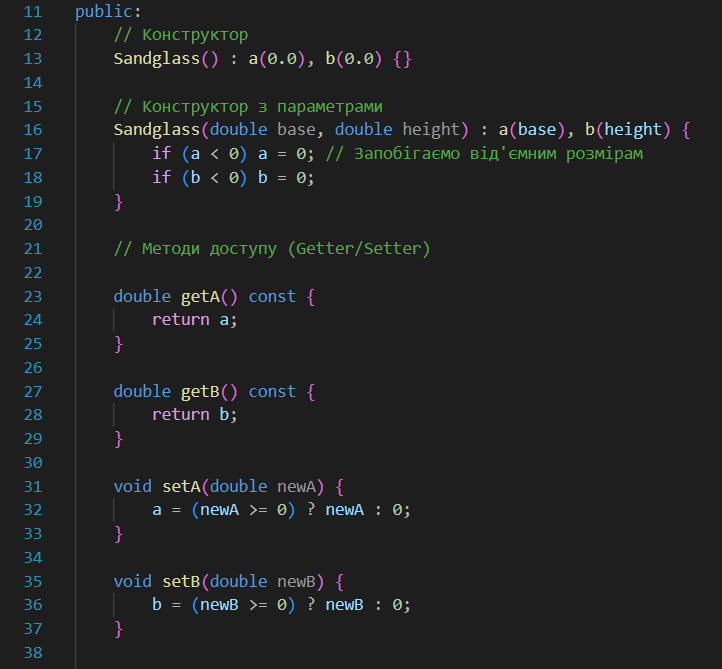 11 public:
12 // Конструктор
13 Sandglass() : a(0.0), b(0.0) {}
14
15 // Конструктор з параметрами
16 Sandglass(double base, double height) : a(base), b(height) {
17 if (a < 0) a = 0; // Запобігаємо від'ємним розмірам
18 if (b < 0) b = 0;
19 }
20
21 // Методи доступу (Getter/Setter)
22
23 double getA() const {
24 return a;
25 }
26
27 double getB() const {
28 return b;
29 }
30
31 void setA(double newA) {
32 a = (newA >= 0) ? newA : 0;
33 }
34
35 void setB(double newB) {
36 b = (newB >= 0) ? newB : 0;
37 }
38